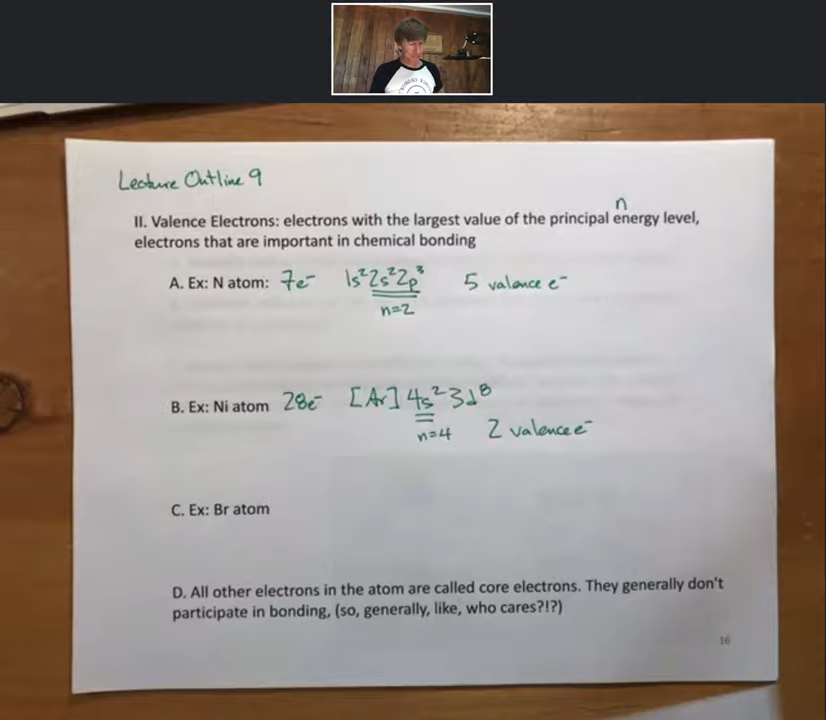 Lecture Outline 9
n
II. Valence Electrons: electrons with the largest value of the principal energy level,
electrons that are important in chemical bonding
A. Ex: N atom: 7e⁻ 1s²2s²2p³ 5 valance e⁻
n=2
B. Ex: Ni atom 28e⁻ [Ar] 4s² 3d⁸
n=4 2 valence e⁻
C. Ex: Br atom
D. All other electrons in the atom are called core electrons. They generally don't
participate in bonding, (so, generally, like, who cares?!?)
16